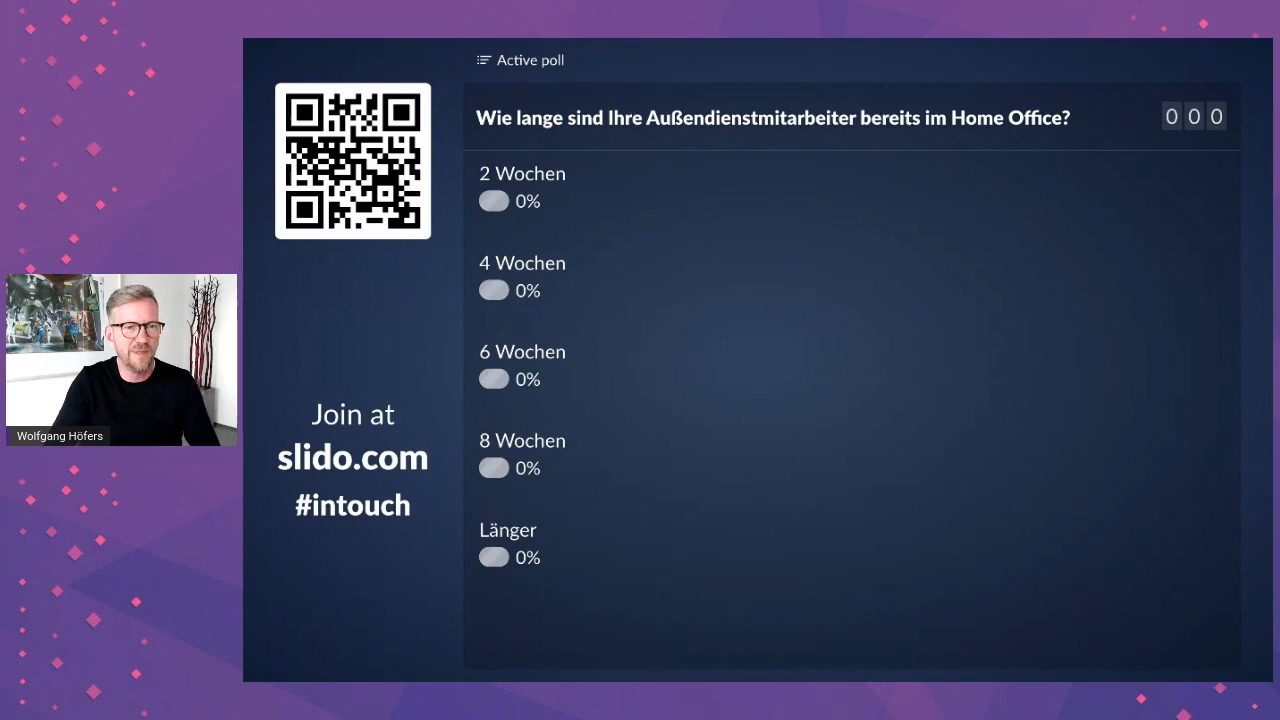 Active poll
Wie lange sind Ihre Außendienstmitarbeiter bereits im Home Office?
0 0 0
2 Wochen
0%
4 Wochen
0%
6 Wochen
0%
8 Wochen
0%
Länger
0%
Join at
slido.com
#intouch
Wolfgang Höfers